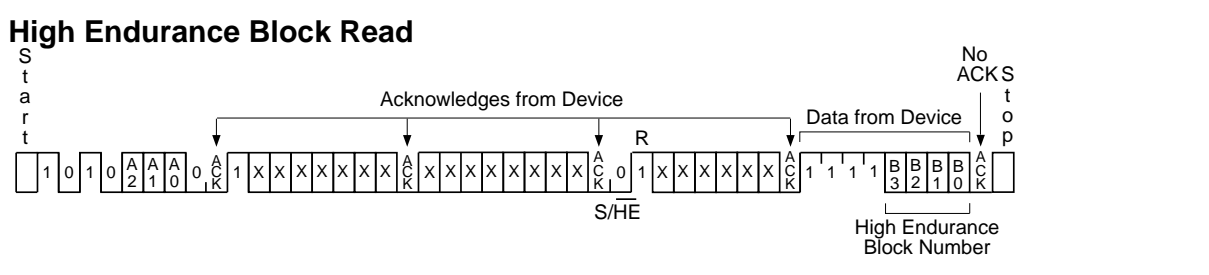 High Endurance Block Read
Start
No
ACK
Stop
Acknowledges from Device
Data from Device
R
1 0 1 0 A2 A1 A0 0 ACK 1 X X X X X X X ACK X X X X X X X X ACK 0 1 X X X X X X ACK 1 1 1 1 B3 B2 B1 B0 ACK
S/HE
High Endurance
Block Number